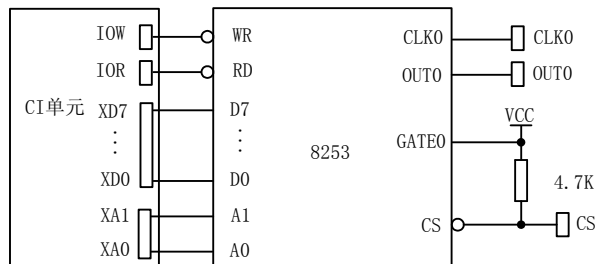 IOW WR CLK0 CLK0
IOR RD OUT0 OUT0
CI单元 XD7 D7 VCC
8253 GATE0
XD0 D0 4.7K
XA1 A1 CS CS
XA0 A0